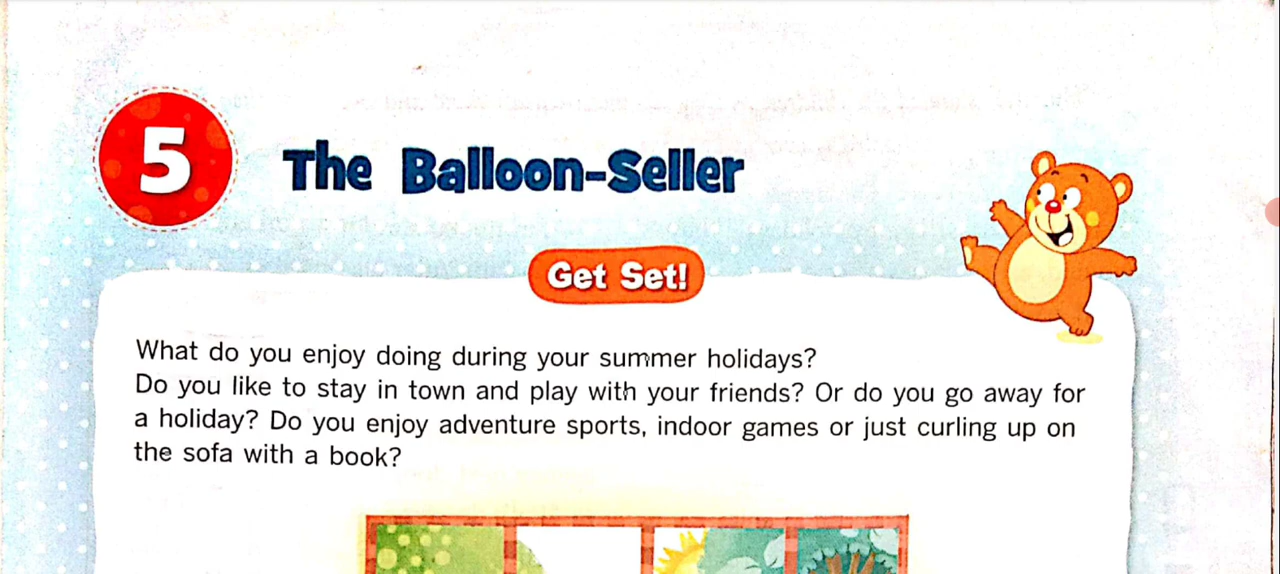 5
The Balloon-Seller
Get Set!
What do you enjoy doing during your summer holidays?
Do you like to stay in town and play with your friends? Or do you go away for
a holiday? Do you enjoy adventure sports, indoor games or just curling up on
the sofa with a book?